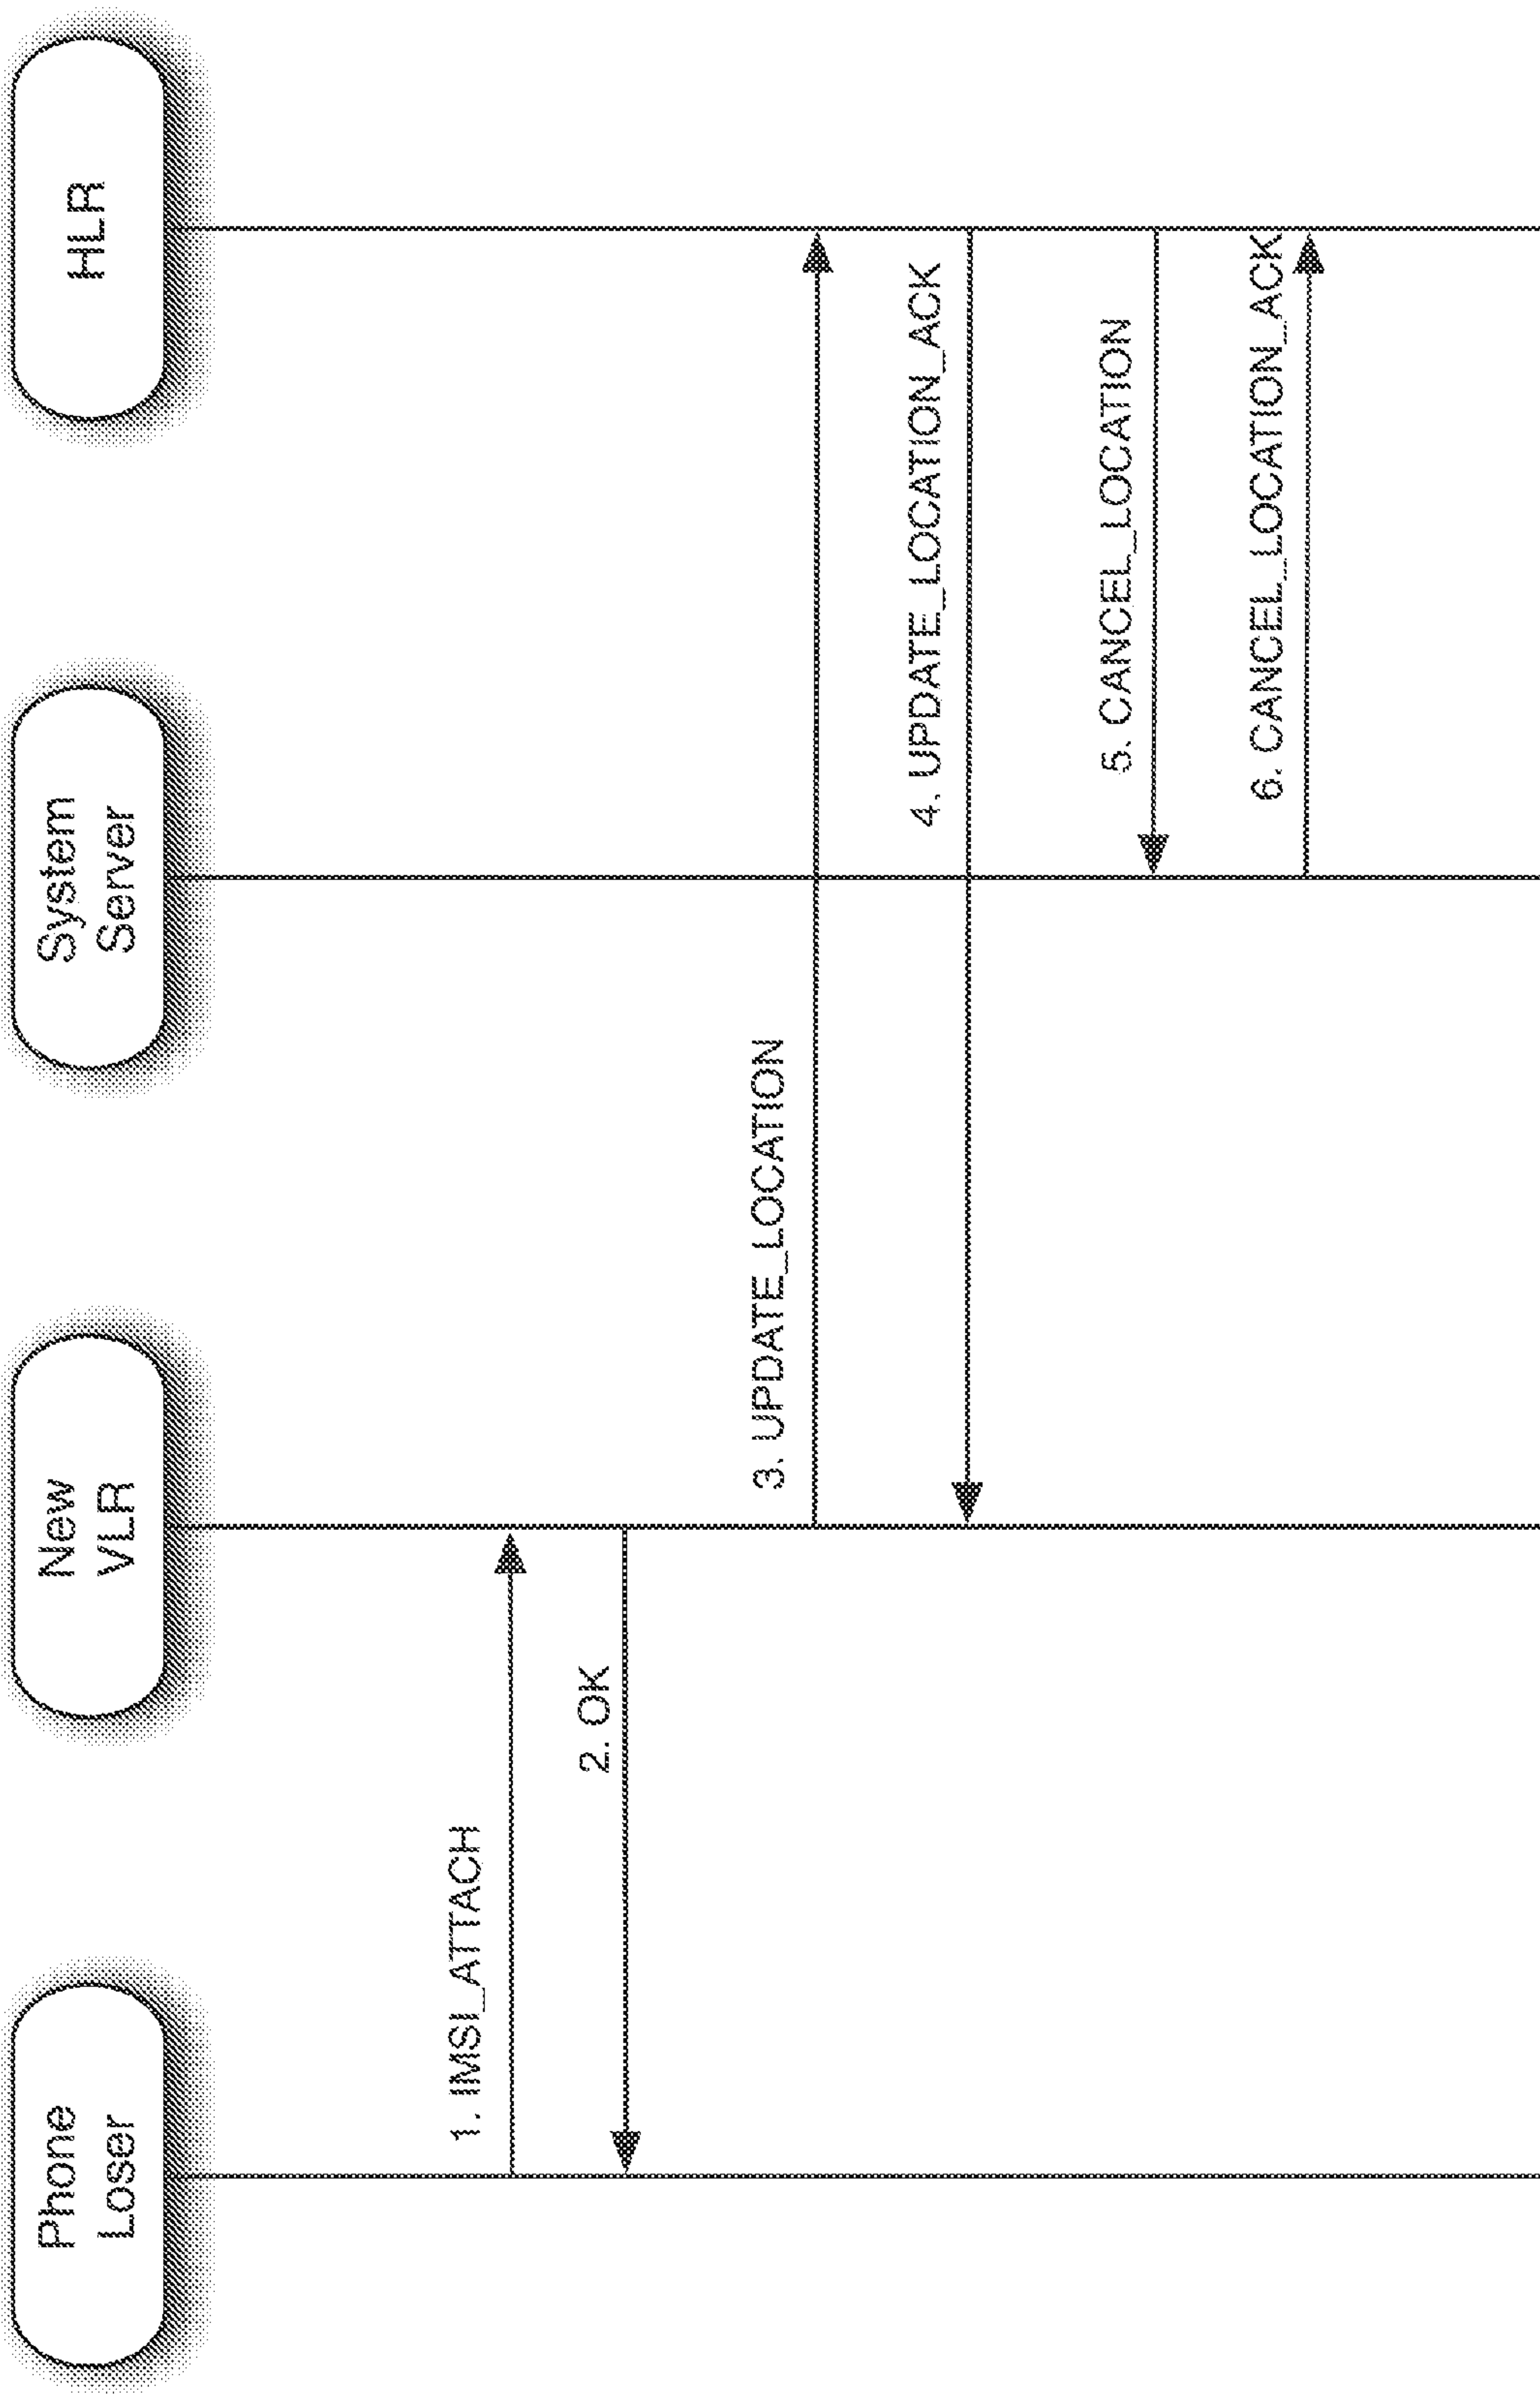 Phone
Loser
New
VLR
System
Server
HLR
1. IMSI_ATTACH
2. OK
3. UPDATE_LOCATION
4. UPDATE_LOCATION_ACK
5. CANCEL_LOCATION
6. CANCEL_LOCATION_ACK